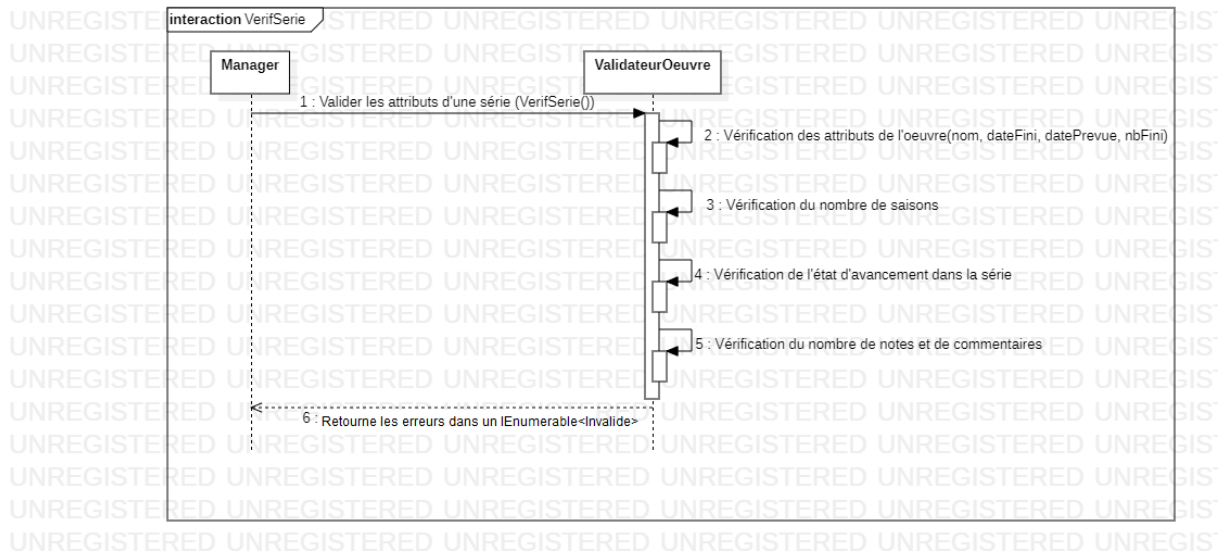 interaction VerifSerie
Manager
ValidateurOeuvre
1 : Valider les attributs d'une série (VerifSerie())
2 : Vérification des attributs de l'oeuvre(nom, dateFini, datePrevue, nbFini)
3 : Vérification du nombre de saisons
4 : Vérification de l'état d'avancement dans la série
5 : Vérification du nombre de notes et de commentaires
6 : Retourne les erreurs dans un IEnumerable<Invalide>
UNREGISTERED